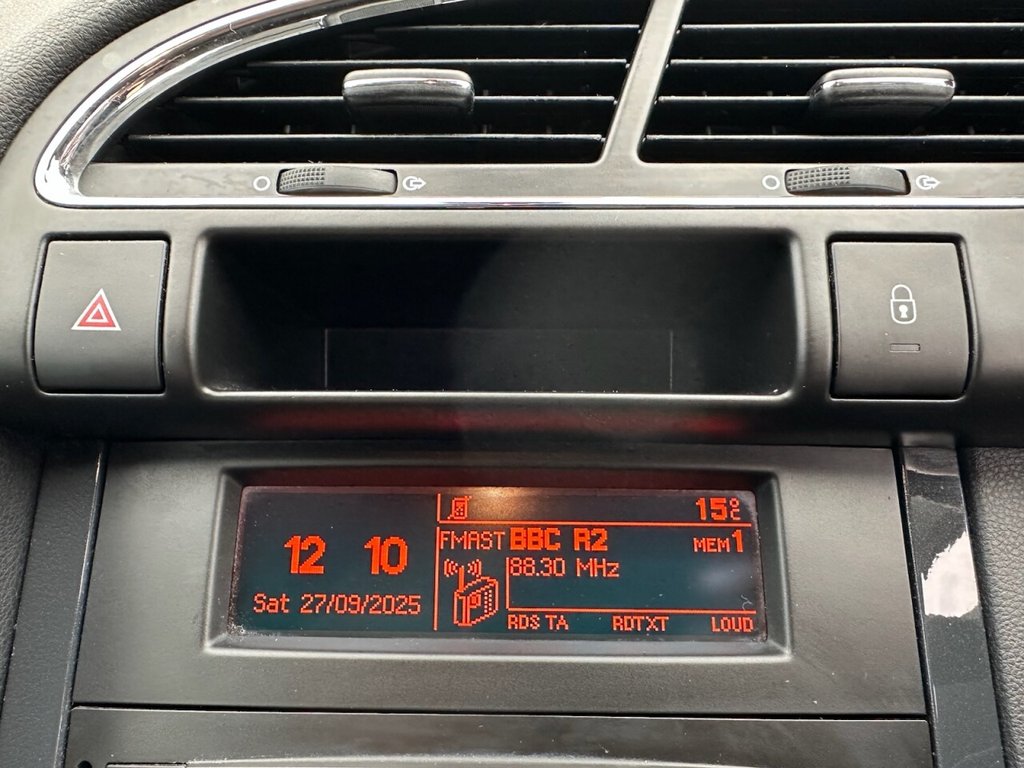 15°C
FMAST BBC R2 MEM1
12 10
88.30 MHz
Sat 27/09/2025
RDS TA RDTXT LOUD